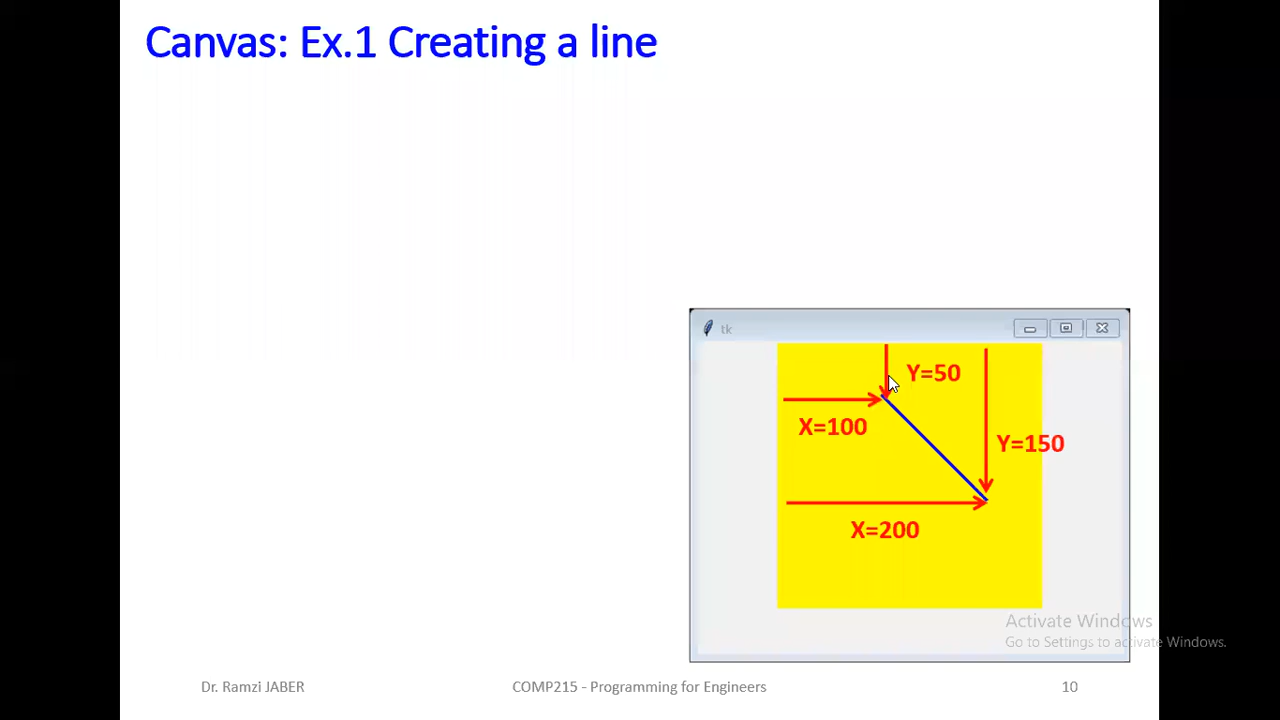 Canvas: Ex.1 Creating a line
tk
Y=50
X=100
Y=150
X=200
Activate Windows
Go to Settings to activate Windows.
Dr. Ramzi JABER
COMP215 - Programming for Engineers
10